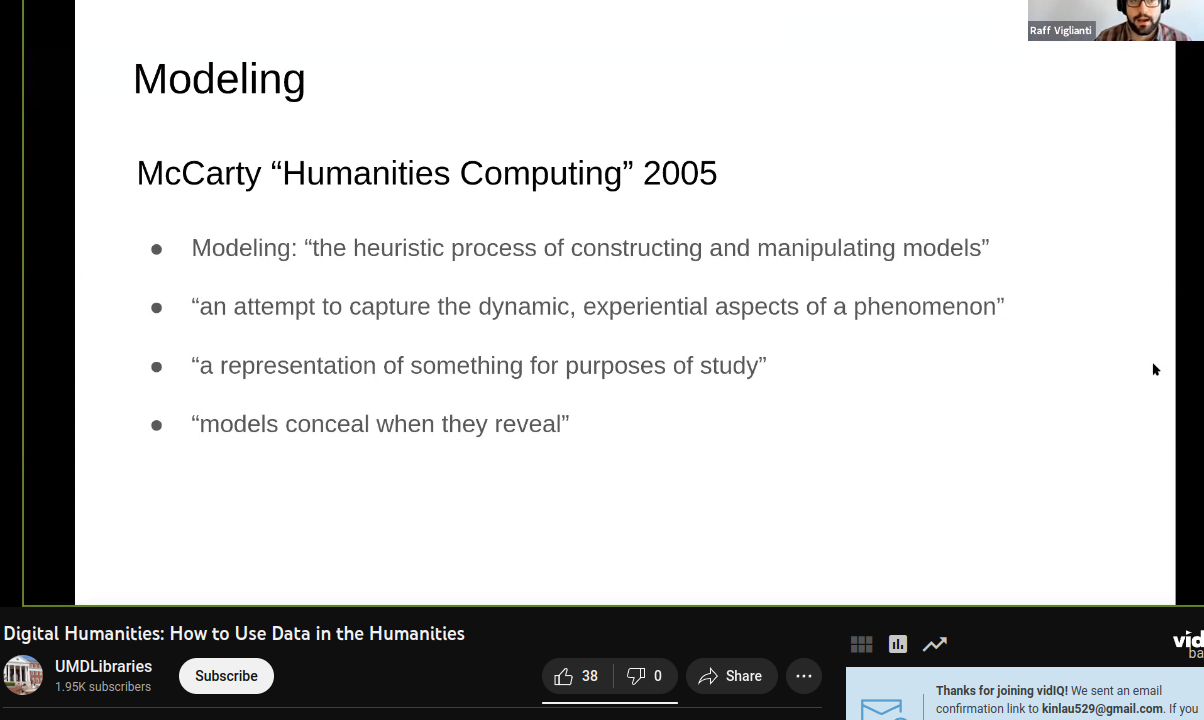 Raff Viglianti
Modeling
McCarty “Humanities Computing” 2005
● Modeling: “the heuristic process of constructing and manipulating models”
● “an attempt to capture the dynamic, experiential aspects of a phenomenon”
● “a representation of something for purposes of study”
● “models conceal when they reveal”
Digital Humanities: How to Use Data in the Humanities
UMDLibraries
1.95K subscribers
Subscribe
38
0
Share
vid
ba
Thanks for joining vidIQ! We sent an email
confirmation link to kinlau529@gmail.com. If you